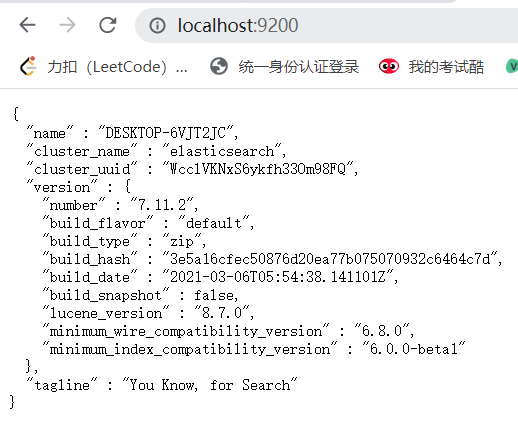 localhost:9200
力扣（LeetCode）... 统一身份认证登录 我的考试酷
{
"name" : "DESKTOP-6VJT2JC",
"cluster_name" : "elasticsearch",
"cluster_uuid" : "Wcc1VKNxS6ykfh33Om98FQ",
"version" : {
"number" : "7.11.2",
"build_flavor" : "default",
"build_type" : "zip",
"build_hash" : "3e5a16cfec50876d20ea77b075070932c6464c7d",
"build_date" : "2021-03-06T05:54:38.141101Z",
"build_snapshot" : false,
"lucene_version" : "8.7.0",
"minimum_wire_compatibility_version" : "6.8.0",
"minimum_index_compatibility_version" : "6.0.0-beta1"
},
"tagline" : "You Know, for Search"
}